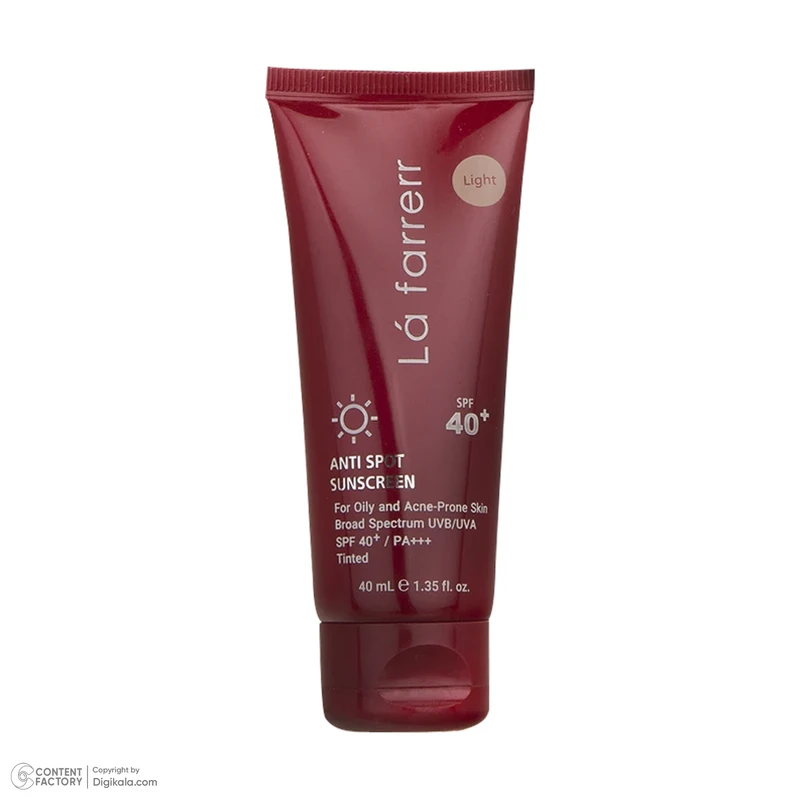 Light
Lá farrerr
SPF
40+
ANTI SPOT
SUNSCREEN
For Oily and Acne-Prone Skin
Broad Spectrum UVB/UVA
SPF 40+ / PA+++
Tinted
40 mL e 1.35 fl. oz.
CONTENT
FACTORY
Copyright by
Digikala.com